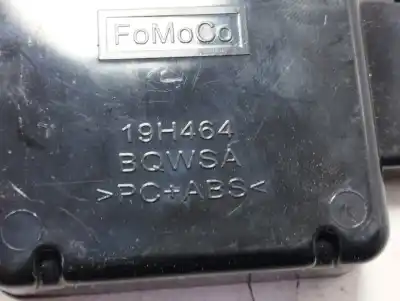 FoMoCo
19H464
BQWSA
>PC+ABS<